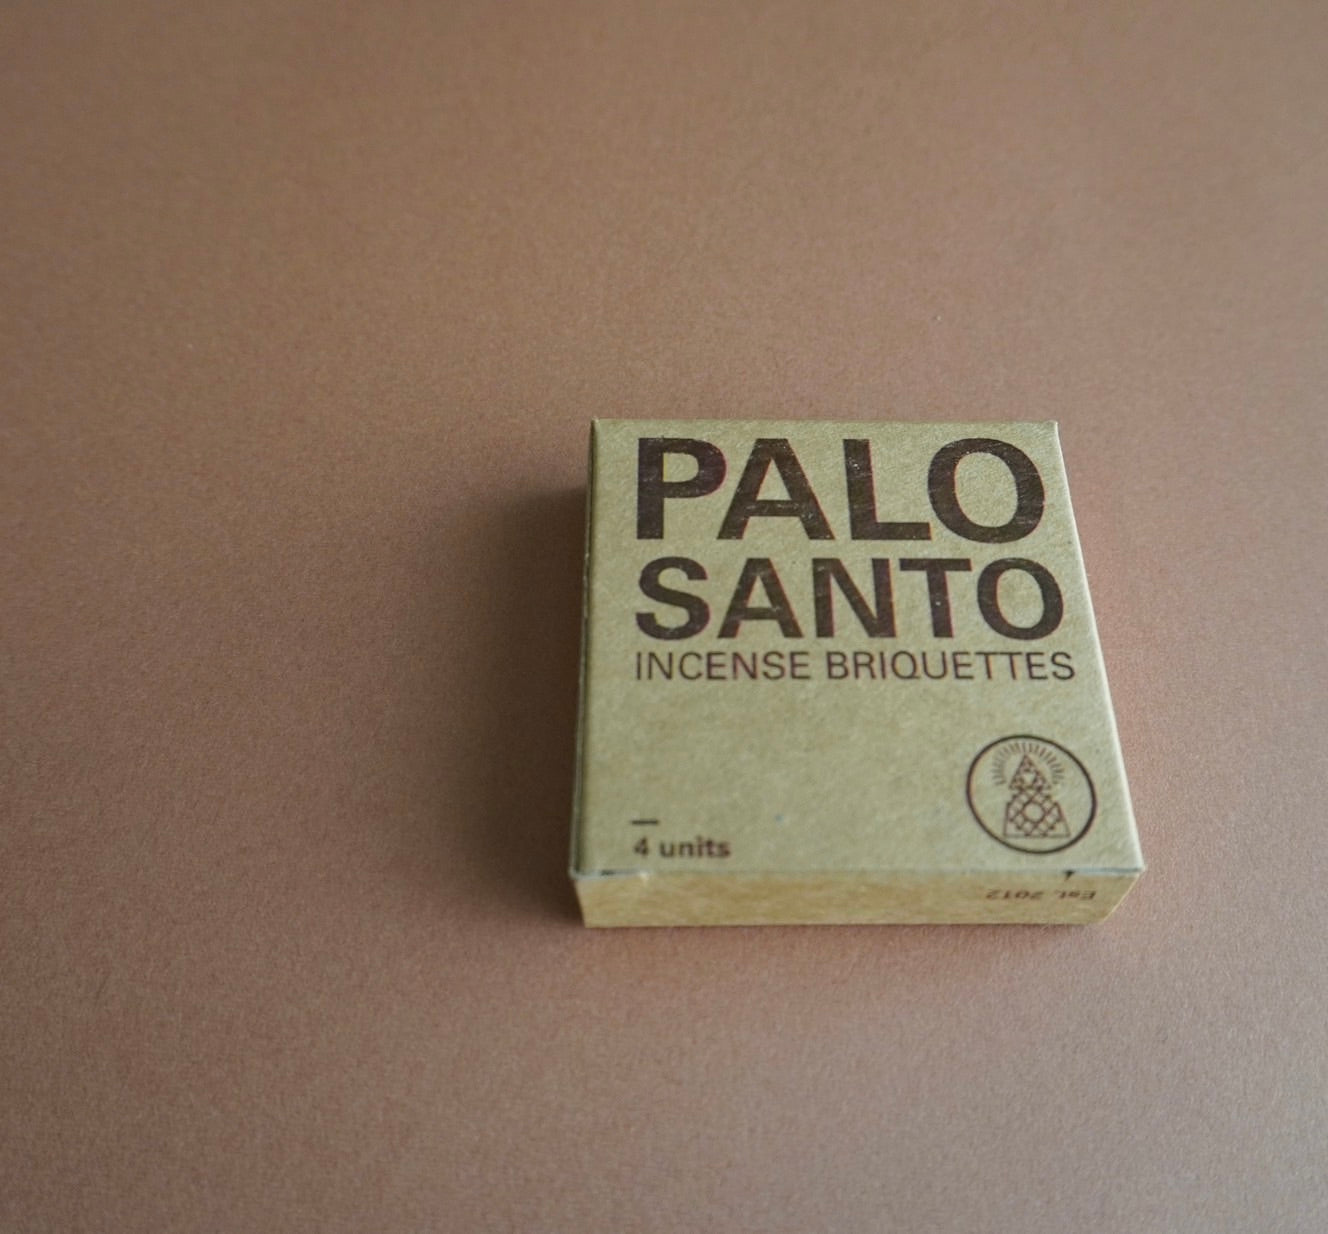 PALO
SANTO
INCENSE BRIQUETTES
4 units
Est. 2012